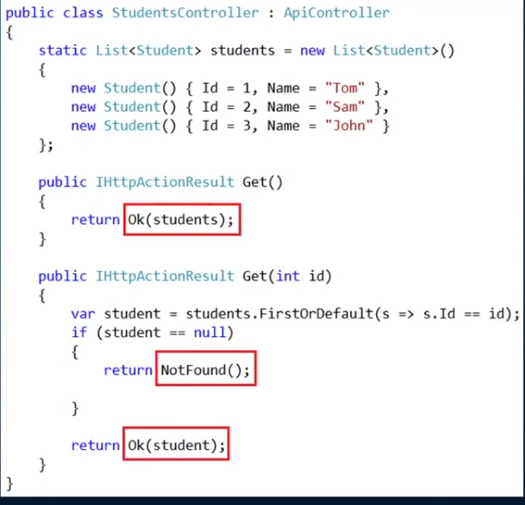 public class StudentsController : ApiController
{
    static List<Student> students = new List<Student>()
    {
        new Student() { Id = 1, Name = "Tom" },
        new Student() { Id = 2, Name = "Sam" },
        new Student() { Id = 3, Name = "John" }
    };

    public IHttpActionResult Get()
    {
        return Ok(students);
    }

    public IHttpActionResult Get(int id)
    {
        var student = students.FirstOrDefault(s => s.Id == id);
        if (student == null)
        {
            return NotFound();

        }

        return Ok(student);
    }
}